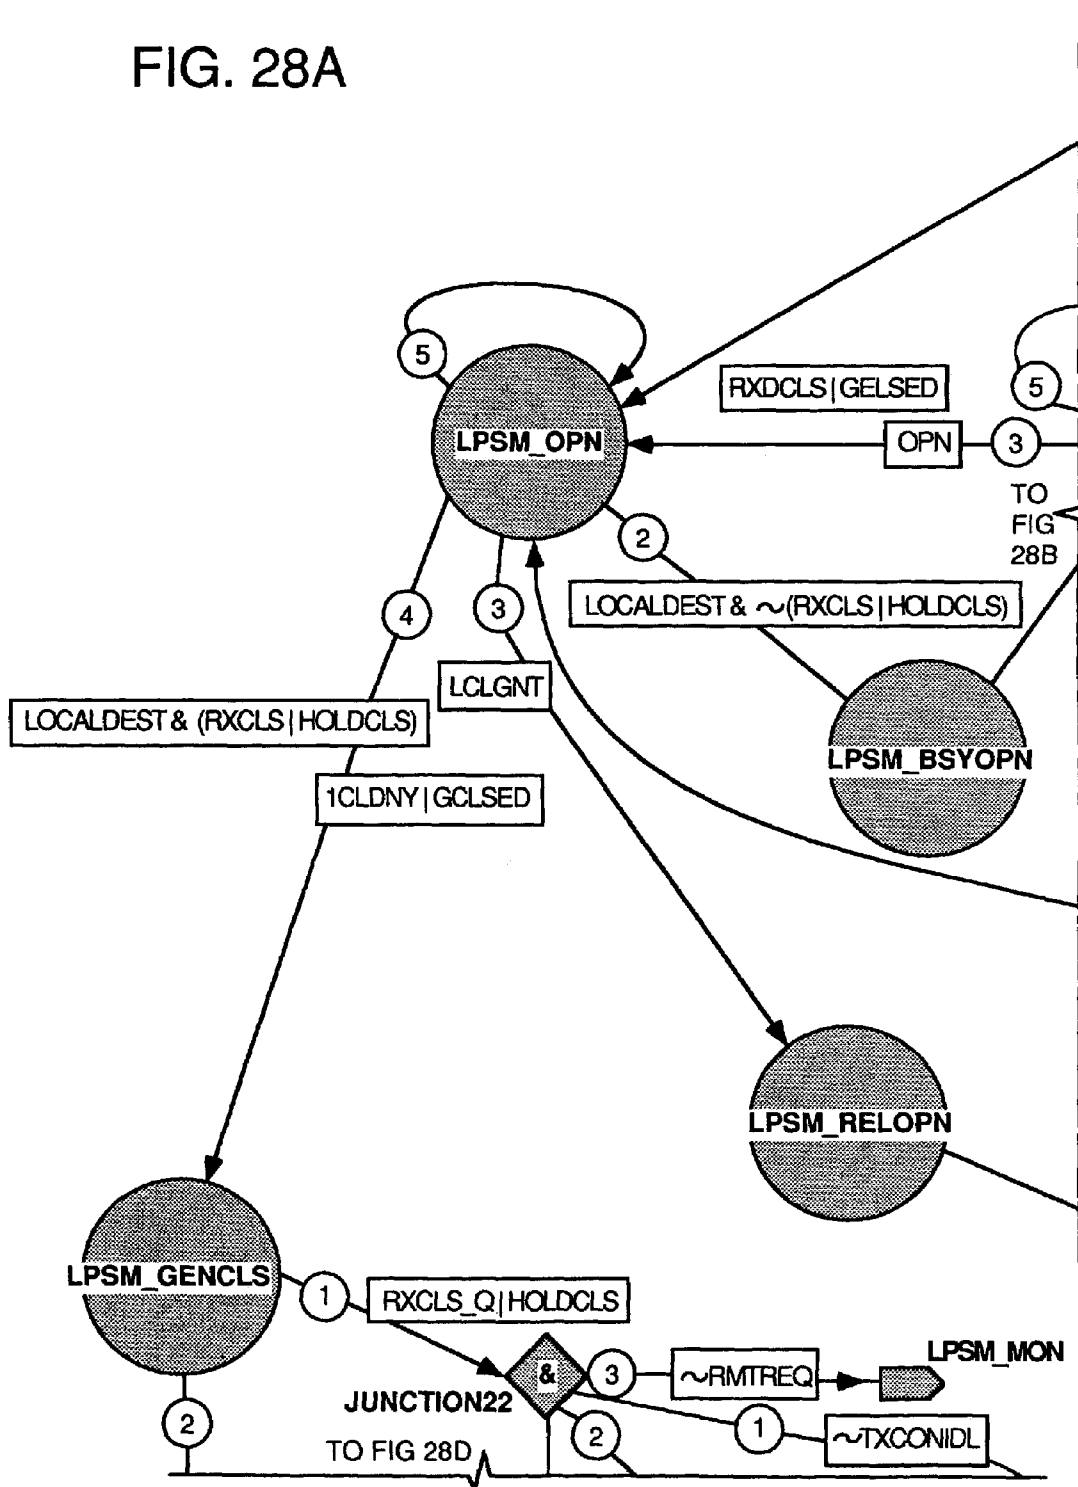 FIG. 28A
5
5
RXDCLS|GELSED
LPSM_OPN
OPN
3
TO
FIG
28B
2
4
3
LOCALDEST & ~(RXCLS|HOLDCLS)
LCLGNT
LOCALDEST & (RXCLS|HOLDCLS)
LPSM_BSYOPN
1CLDNY|GCLSED
LPSM_RELOPN
LPSM_GENCLS
1
RXCLS_Q|HOLDCLS
LPSM_MON
&
3
~RMTREQ
JUNCTION22
2
2
1
~TXCONIDL
TO FIG 28D